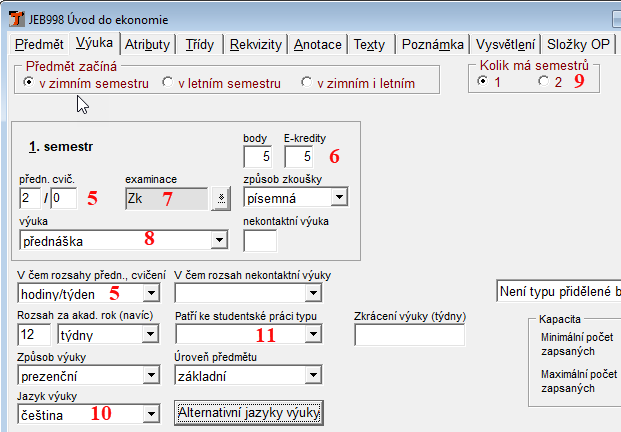 JEB998 Úvod do ekonomie
Předmět Výuka Atributy Třídy Rekvizity Anotace Texty Poznámka Vysvětlení Složky OP
Předmět začíná Kolik má semestrů
v zimním semestru v letním semestru v zimním i letním 1 2 9
1. semestr body E-kredity
5 5 6
předn. cvič. examinace způsob zkoušky
2 / 0 5 Zk 7 písemná
výuka nekontaktní výuka
přednáška 8
V čem rozsahy předn., cvičení V čem rozsah nekontaktní výuky
hodiny/týden 5 Není typu přidělené b
Rozsah za akad. rok (navíc) Patří ke studentské práci typu Zkrácení výuky (týdny) Kapacita
12 týdny 11 Minimální počet
zapsaných
Způsob výuky Úroveň předmětu
prezenční základní Maximální počet
zapsaných
Jazyk výuky
čeština 10 Alternativní jazyky výuky